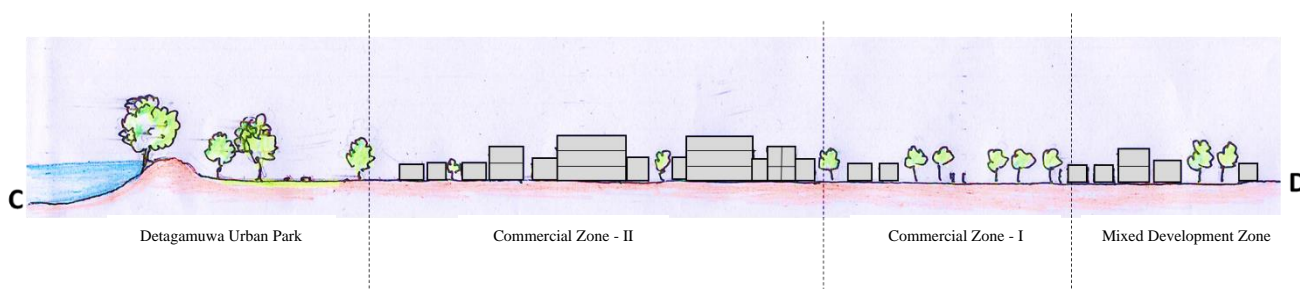 C
D
Detagamuwa Urban Park
Commercial Zone - II
Commercial Zone - I
Mixed Development Zone